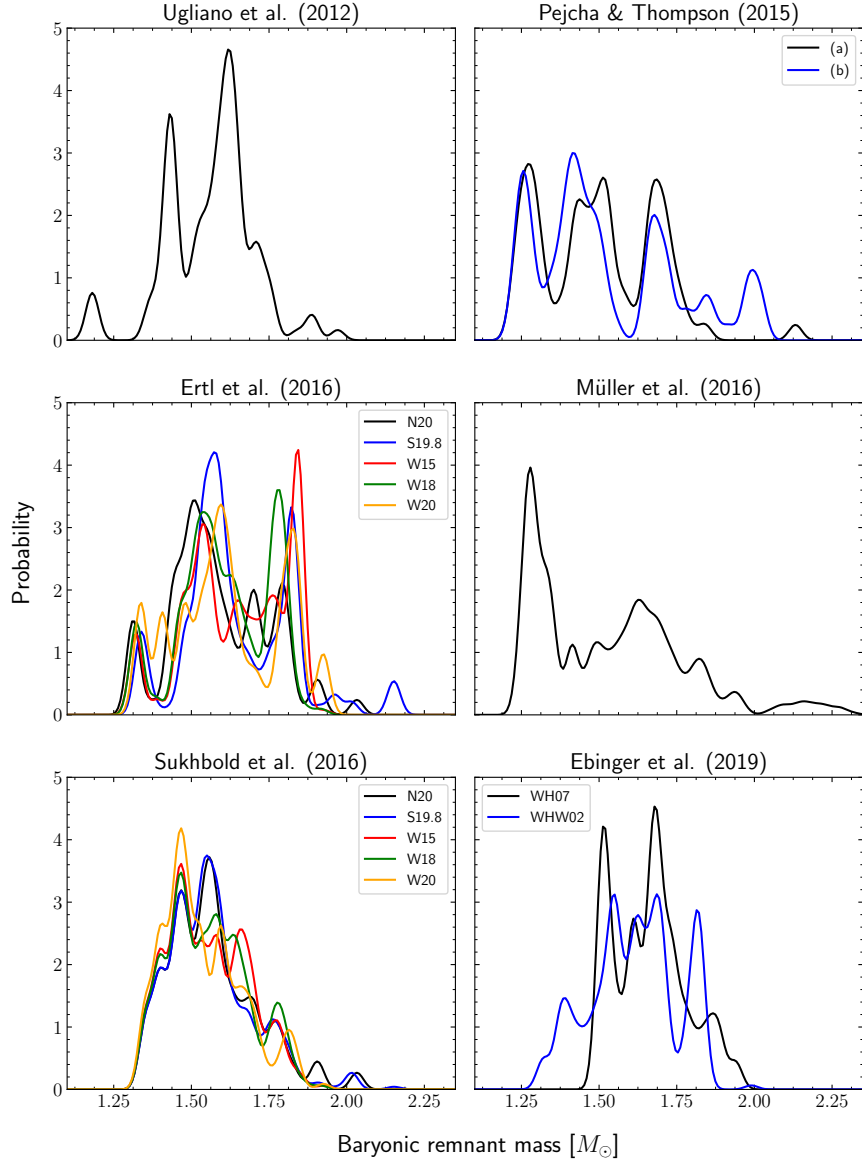 Ugliano et al. (2012)
Pejcha & Thompson (2015)
5
4
3
2
1
0
(a)
(b)
Ertl et al. (2016)
Müller et al. (2016)
Probability
5
4
3
2
1
0
N20
S19.8
W15
W18
W20
Sukhbold et al. (2016)
Ebinger et al. (2019)
5
4
3
2
1
0
N20
S19.8
W15
W18
W20
WH07
WHW02
1.25 1.50 1.75 2.00 2.25
1.25 1.50 1.75 2.00 2.25
Baryonic remnant mass [M⊙]